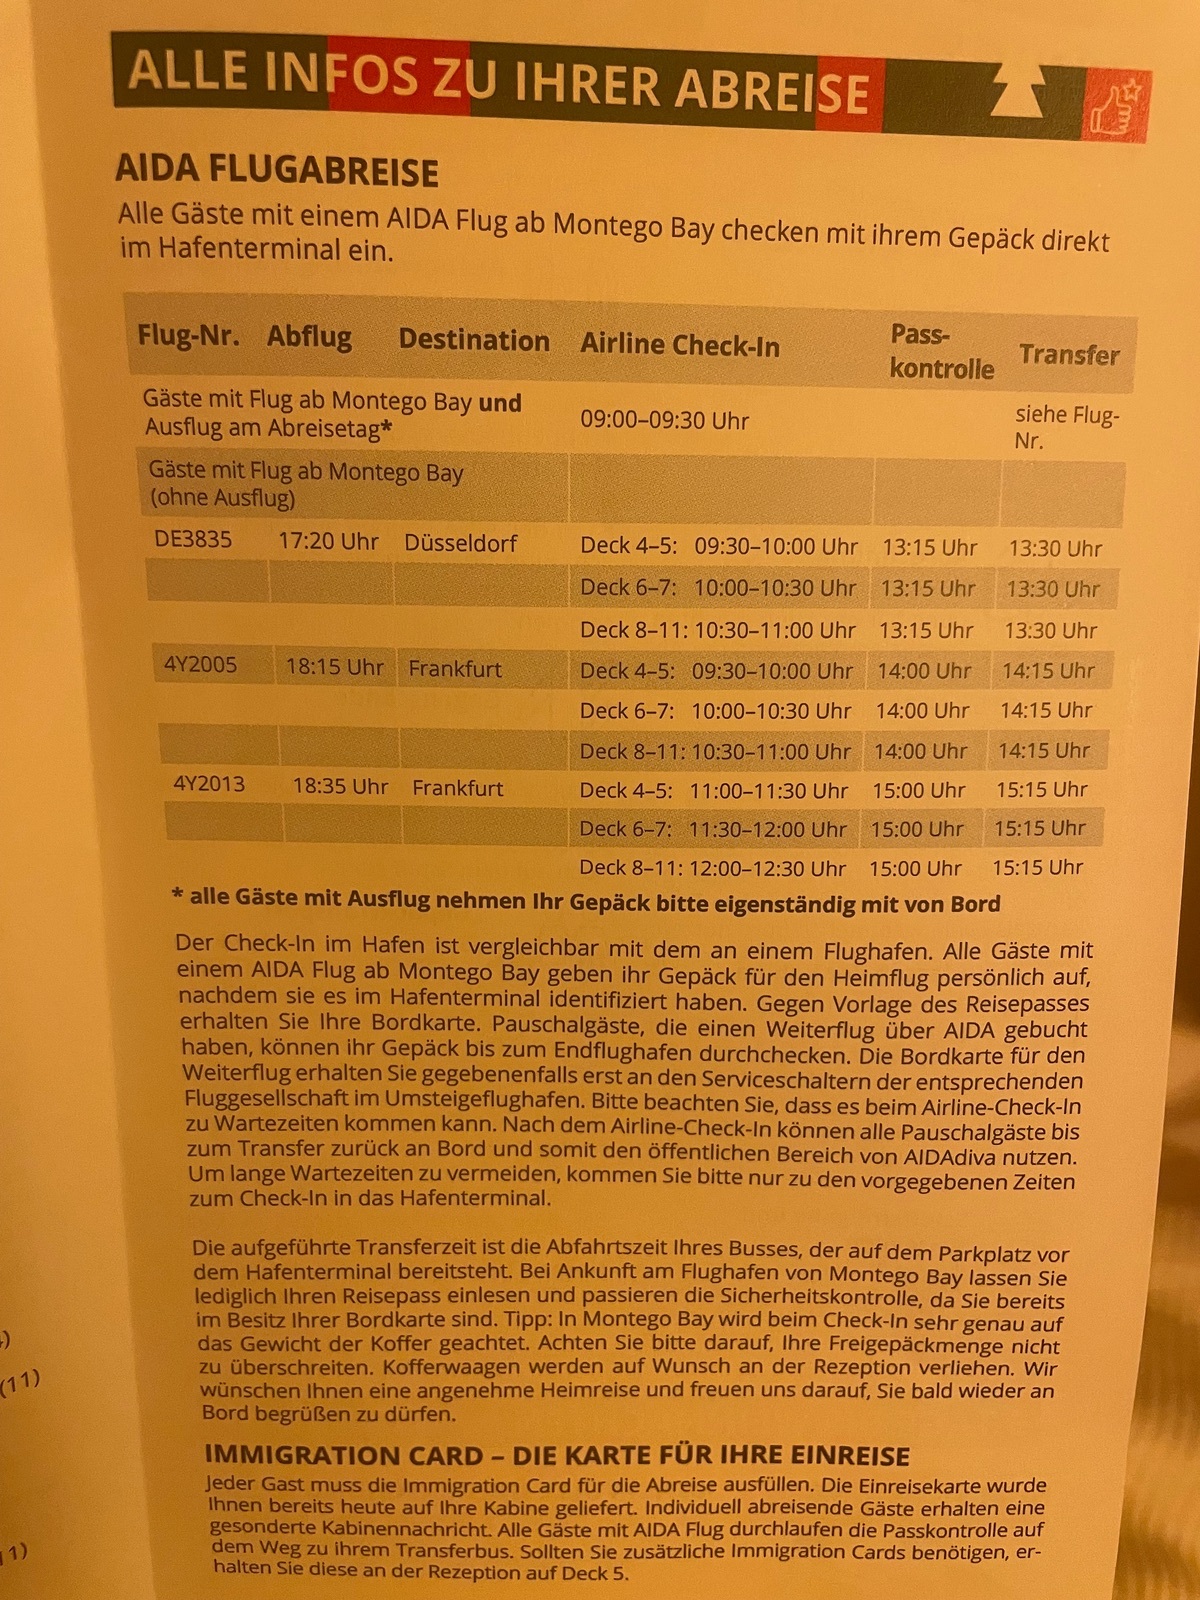 ALLE INFOS ZU IHRER ABREISE
AIDA FLUGABREISE
Alle Gäste mit einem AIDA Flug ab Montego Bay checken mit ihrem Gepäck direkt
im Hafenterminal ein.
Flug-Nr. Abflug Destination Airline Check-In Pass-kontrolle Transfer
Gäste mit Flug ab Montego Bay und
Ausflug am Abreisetag* 09:00–09:30 Uhr siehe Flug-Nr.
Gäste mit Flug ab Montego Bay
(ohne Ausflug)
DE3835 17:20 Uhr Düsseldorf Deck 4–5: 09:30–10:00 Uhr 13:15 Uhr 13:30 Uhr
Deck 6–7: 10:00–10:30 Uhr 13:15 Uhr 13:30 Uhr
Deck 8–11: 10:30–11:00 Uhr 13:15 Uhr 13:30 Uhr
4Y2005 18:15 Uhr Frankfurt Deck 4–5: 09:30–10:00 Uhr 14:00 Uhr 14:15 Uhr
Deck 6–7: 10:00–10:30 Uhr 14:00 Uhr 14:15 Uhr
Deck 8–11: 10:30–11:00 Uhr 14:00 Uhr 14:15 Uhr
4Y2013 18:35 Uhr Frankfurt Deck 4–5: 11:00–11:30 Uhr 15:00 Uhr 15:15 Uhr
Deck 6–7: 11:30–12:00 Uhr 15:00 Uhr 15:15 Uhr
Deck 8–11: 12:00–12:30 Uhr 15:00 Uhr 15:15 Uhr
* alle Gäste mit Ausflug nehmen Ihr Gepäck bitte eigenständig mit von Bord
Der Check-In im Hafen ist vergleichbar mit dem an einem Flughafen. Alle Gäste mit
einem AIDA Flug ab Montego Bay geben ihr Gepäck für den Heimflug persönlich auf,
nachdem sie es im Hafenterminal identifiziert haben. Gegen Vorlage des Reisepasses
erhalten Sie Ihre Bordkarte. Pauschalgäste, die einen Weiterflug über AIDA gebucht
haben, können ihr Gepäck bis zum Endflughafen durchchecken. Die Bordkarte für den
Weiterflug erhalten Sie gegebenenfalls erst an den Serviceschaltern der entsprechenden
Fluggesellschaft im Umsteigeflughafen. Bitte beachten Sie, dass es beim Airline-Check-In
zu Wartezeiten kommen kann. Nach dem Airline-Check-In können alle Pauschalgäste bis
zum Transfer zurück an Bord und somit den öffentlichen Bereich von AIDAdiva nutzen.
Um lange Wartezeiten zu vermeiden, kommen Sie bitte nur zu den vorgegebenen Zeiten
zum Check-In in das Hafenterminal.
Die aufgeführte Transferzeit ist die Abfahrtszeit Ihres Busses, der auf dem Parkplatz vor
dem Hafenterminal bereitsteht. Bei Ankunft am Flughafen von Montego Bay lassen Sie
lediglich Ihren Reisepass einlesen und passieren die Sicherheitskontrolle, da Sie bereits
im Besitz Ihrer Bordkarte sind. Tipp: In Montego Bay wird beim Check-In sehr genau auf
das Gewicht der Koffer geachtet. Achten Sie bitte darauf, Ihre Freigepäckmenge nicht
zu überschreiten. Kofferwaagen werden auf Wunsch an der Rezeption verliehen. Wir
wünschen Ihnen eine angenehme Heimreise und freuen uns darauf, Sie bald wieder an
Bord begrüßen zu dürfen.
IMMIGRATION CARD – DIE KARTE FÜR IHRE EINREISE
Jeder Gast muss die Immigration Card für die Abreise ausfüllen. Die Einreisekarte wurde
Ihnen bereits heute auf Ihre Kabine geliefert. Individuell abreisende Gäste erhalten eine
gesonderte Kabinennachricht. Alle Gäste mit AIDA Flug durchlaufen die Passkontrolle auf
dem Weg zu ihrem Transferbus. Sollten Sie zusätzliche Immigration Cards benötigen, er-
halten Sie diese an der Rezeption auf Deck 5.
(11)